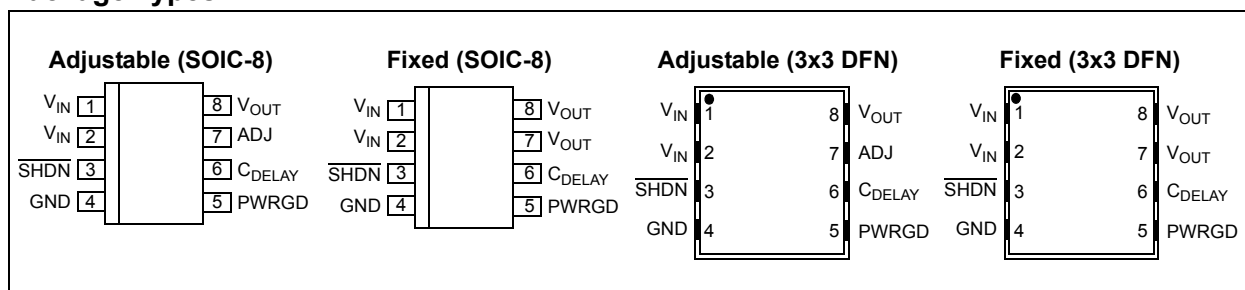 Package Types
Adjustable (SOIC-8)
VIN 1 8 VOUT
VIN 2 7 ADJ
SHDN 3 6 CDELAY
GND 4 5 PWRGD
Fixed (SOIC-8)
VIN 1 8 VOUT
VIN 2 7 VOUT
SHDN 3 6 CDELAY
GND 4 5 PWRGD
Adjustable (3x3 DFN)
VIN 1 8 VOUT
VIN 2 7 ADJ
SHDN 3 6 CDELAY
GND 4 5 PWRGD
Fixed (3x3 DFN)
VIN 1 8 VOUT
VIN 2 7 VOUT
SHDN 3 6 CDELAY
GND 4 5 PWRGD